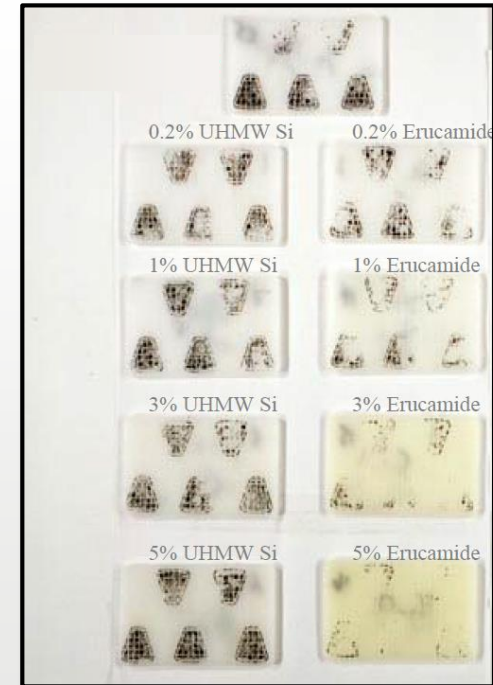 0.2% UHMW Si 0.2% Erucamide
1% UHMW Si 1% Erucamide
3% UHMW Si 3% Erucamide
5% UHMW Si 5% Erucamide